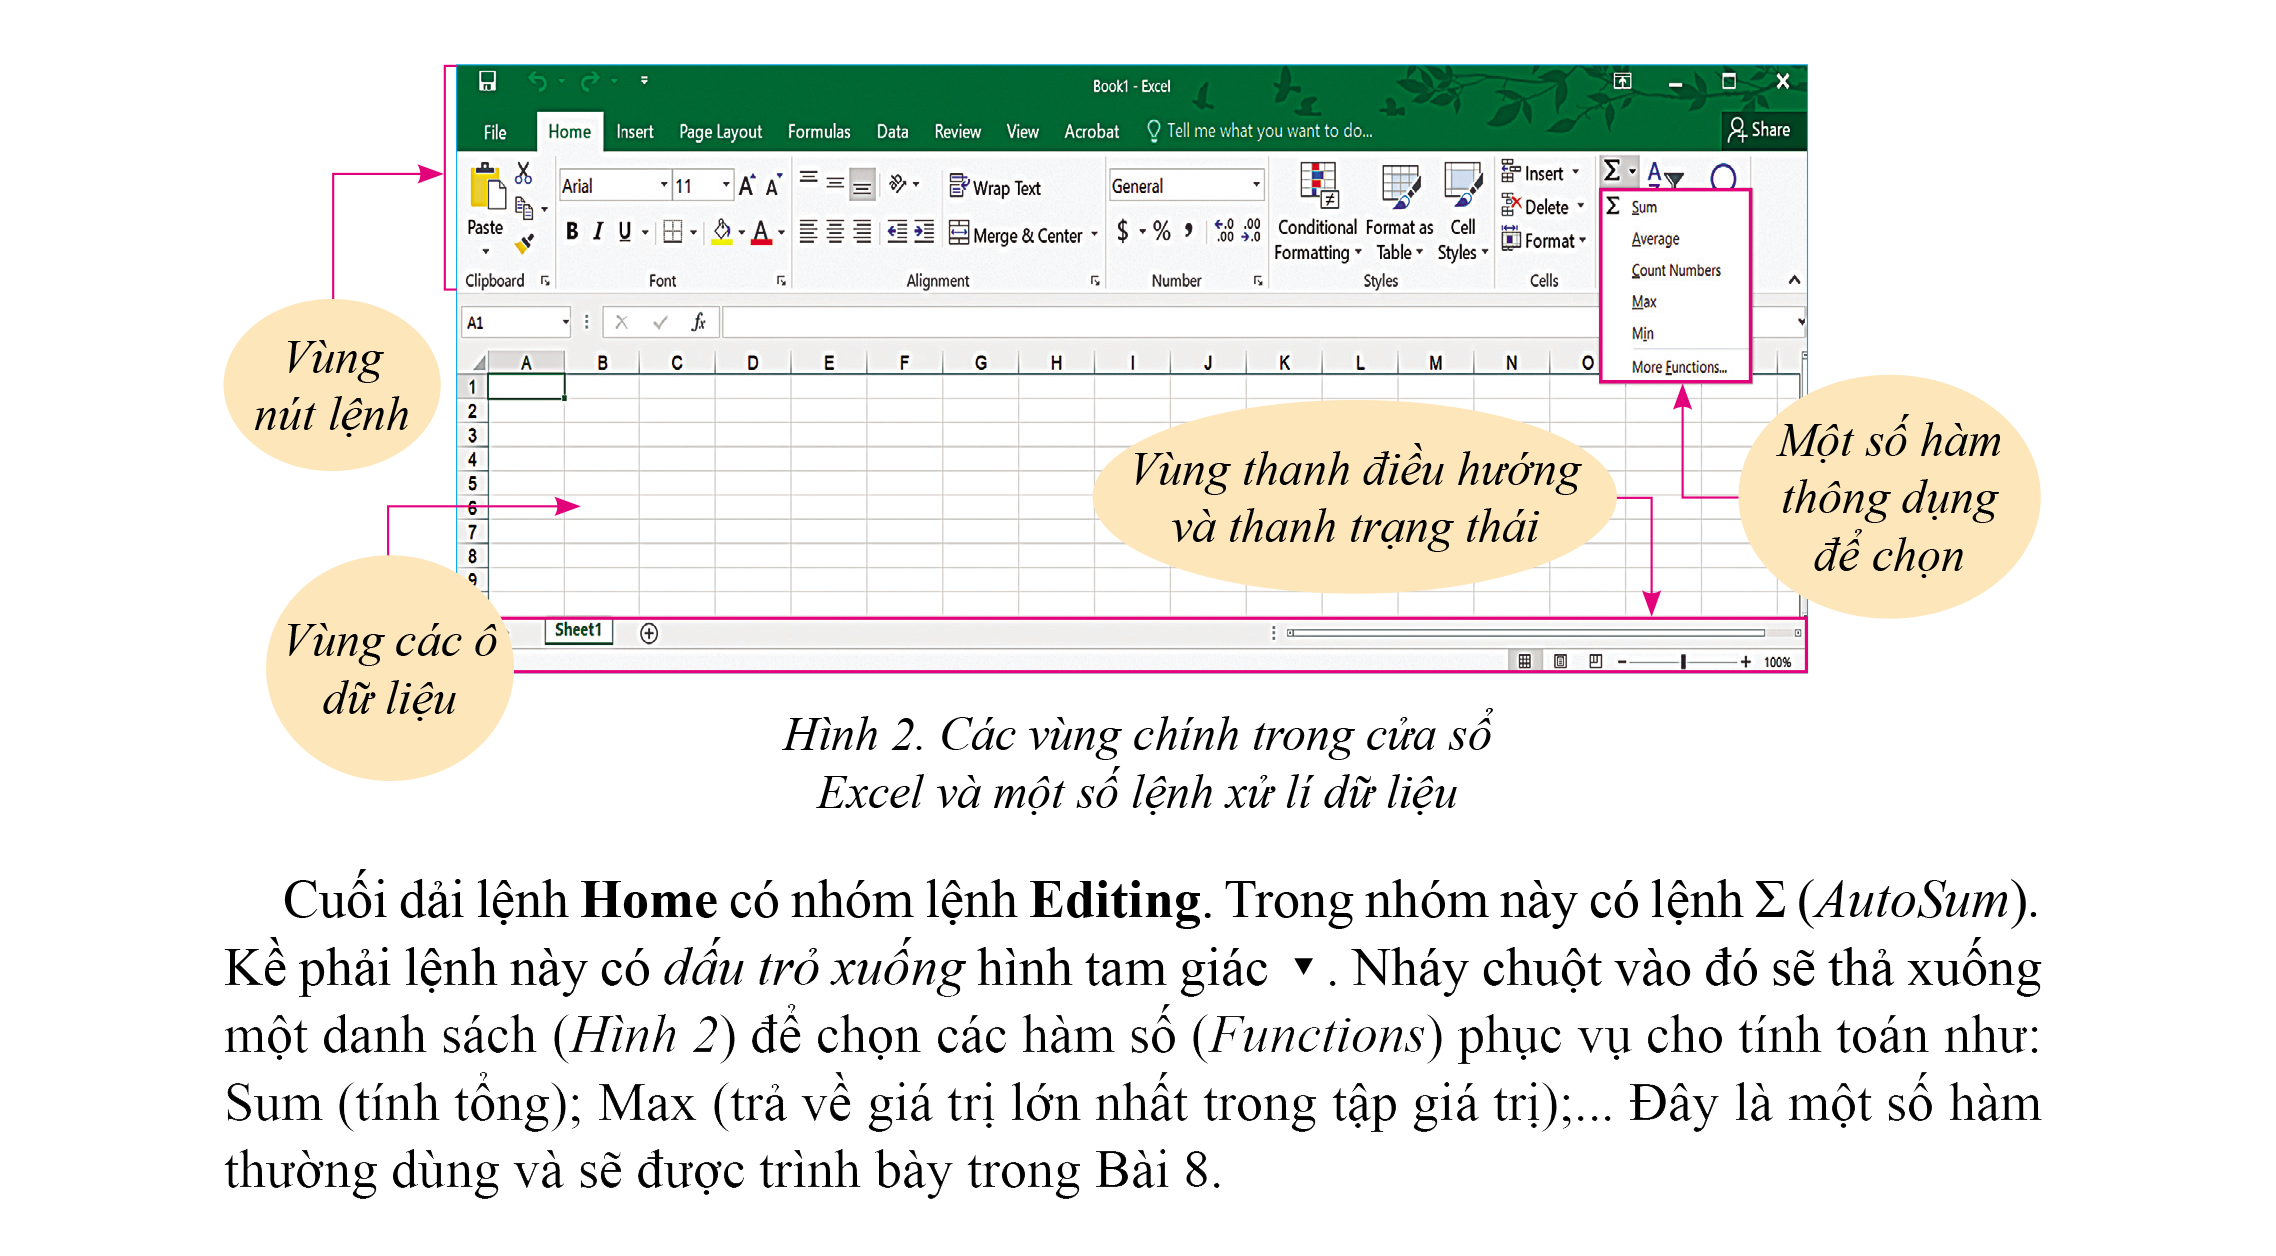 Book1 - Excel
File Home Insert Page Layout Formulas Data Review View Acrobat Tell me what you want to do... Share
Arial 11 A A Wrap Text General Insert Σ A Z
Σ Sum
Paste B I U A Merge & Center $ % , .0 .00 .00 .0 Conditional Formatting Format as Table Cell Styles Delete
Format
Average
Count Numbers
Clipboard Font Alignment Number Styles Cells
Max
Min
More Functions...
A1 fx
A B C D E F G H I J K L M N O
1
2
3
4
5
6
7
8
9
Vùng
nút lệnh
Vùng thanh điều hướng
và thanh trạng thái
Một số hàm
thông dụng
để chọn
Vùng các ô
dữ liệu
Sheet1
100%
Hình 2. Các vùng chính trong cửa sổ
Excel và một số lệnh xử lí dữ liệu
Cuối dải lệnh Home có nhóm lệnh Editing. Trong nhóm này có lệnh Σ (AutoSum).
Kề phải lệnh này có dấu trỏ xuống hình tam giác ▼. Nháy chuột vào đó sẽ thả xuống
một danh sách (Hình 2) để chọn các hàm số (Functions) phục vụ cho tính toán như:
Sum (tính tổng); Max (trả về giá trị lớn nhất trong tập giá trị);... Đây là một số hàm
thường dùng và sẽ được trình bày trong Bài 8.